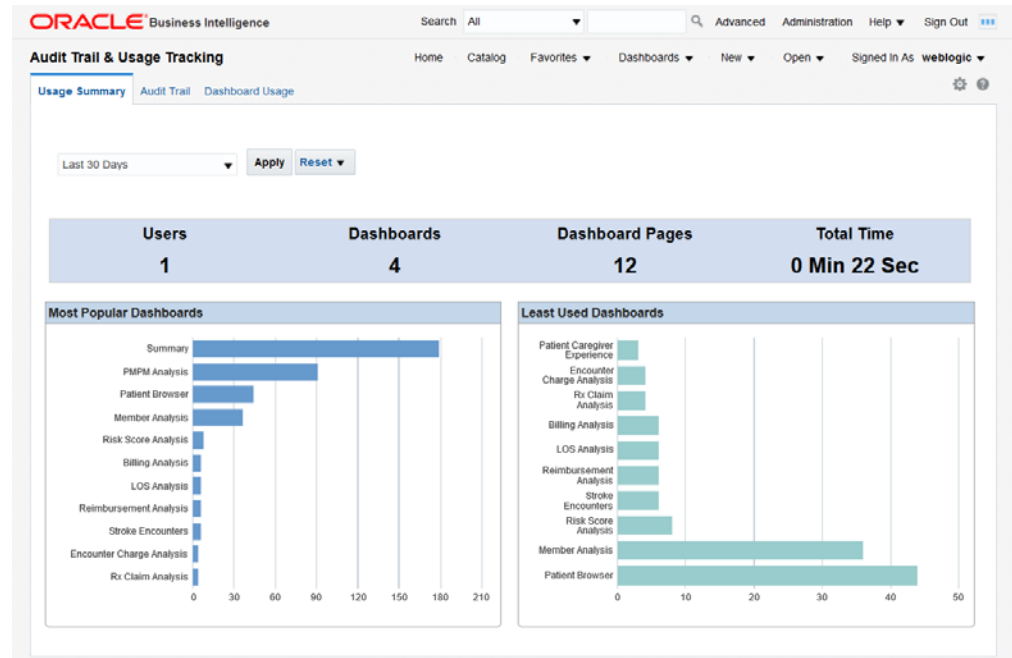 ORACLE Business Intelligence
Search All Advanced Administration Help Sign Out
Audit Trail & Usage Tracking
Home Catalog Favorites Dashboards New Open Signed In As weblogic
Usage Summary Audit Trail Dashboard Usage
Last 30 Days Apply Reset
Users Dashboards Dashboard Pages Total Time
1 4 12 0 Min 22 Sec
Most Popular Dashboards
Summary
PMPM Analysis
Patient Browser
Member Analysis
Risk Score Analysis
Billing Analysis
LOS Analysis
Reimbursement Analysis
Stroke Encounters
Encounter Charge Analysis
Rx Claim Analysis
0 30 60 90 120 150 180 210
Least Used Dashboards
Patient Caregiver
Experience
Encounter
Charge Analysis
Rx Claim
Analysis
Billing Analysis
LOS Analysis
Reimbursement
Analysis
Stroke
Encounters
Risk Score
Analysis
Member Analysis
Patient Browser
0 10 20 30 40 50